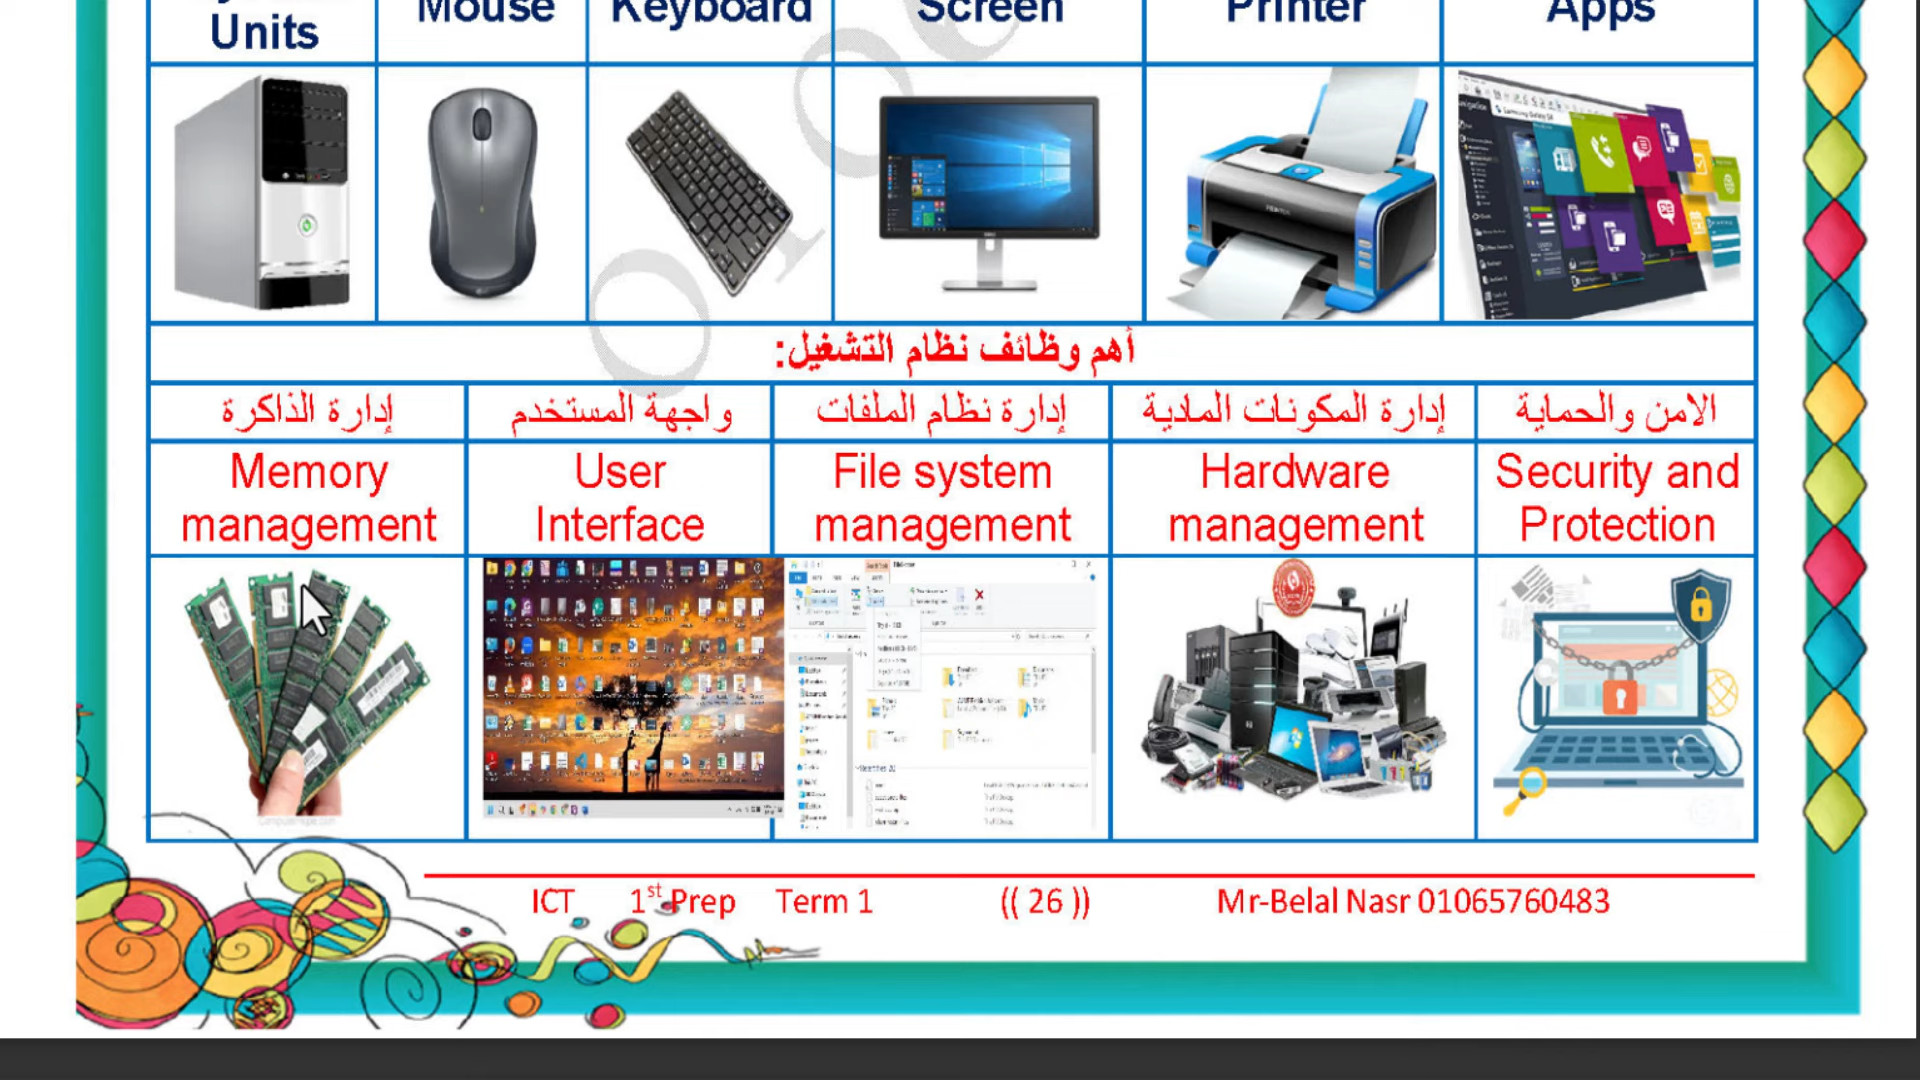 Units
Mouse
Keyboard
Screen
Printer
Apps
أهم وظائف نظام التشغيل:
إدارة الذاكرة
واجهة المستخدم
إدارة نظام الملفات
إدارة المكونات المادية
الامن والحماية
Memory
management
User
Interface
File system
management
Hardware
management
Security and
Protection
ICT 1st Prep Term 1 (( 26 )) Mr-Belal Nasr 01065760483